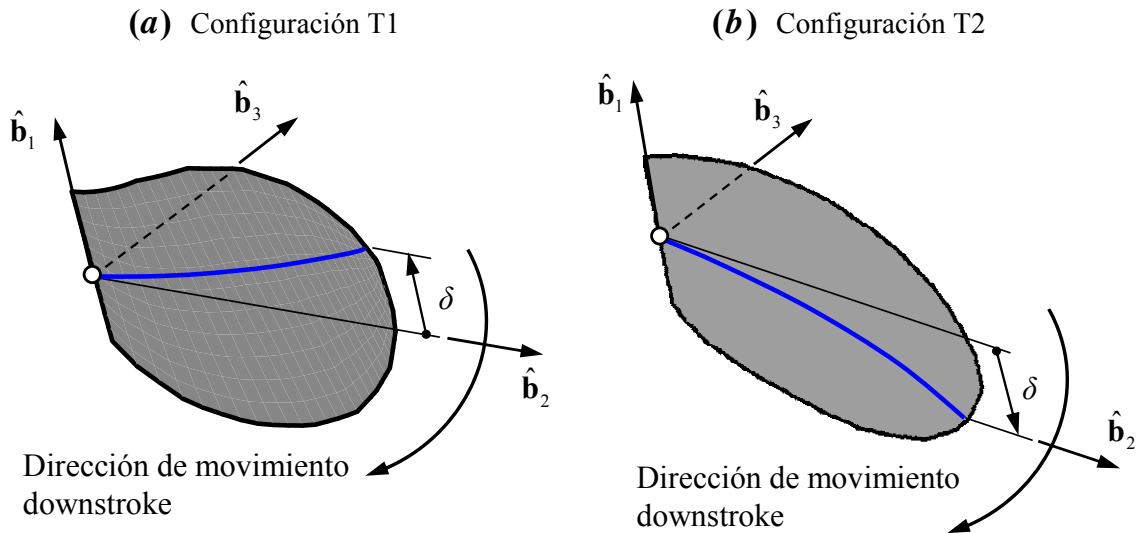 (a) Configuración T1
(b) Configuración T2
b̂₁
b̂₃
δ
b̂₂
Dirección de movimiento
downstroke
b̂₁
b̂₃
δ
b̂₂
Dirección de movimiento
downstroke